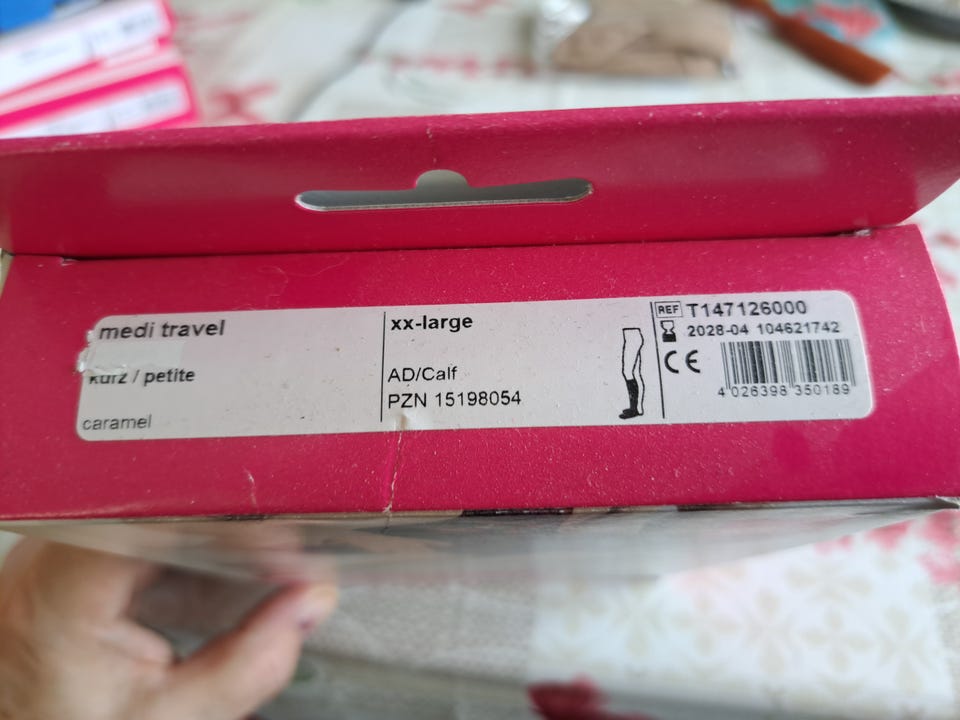 medi travel
kurz / petite
caramel
xx-large
AD/Calf
PZN 15198054
REF T147126000
2028-04 104621742
CE
4 026398 350189